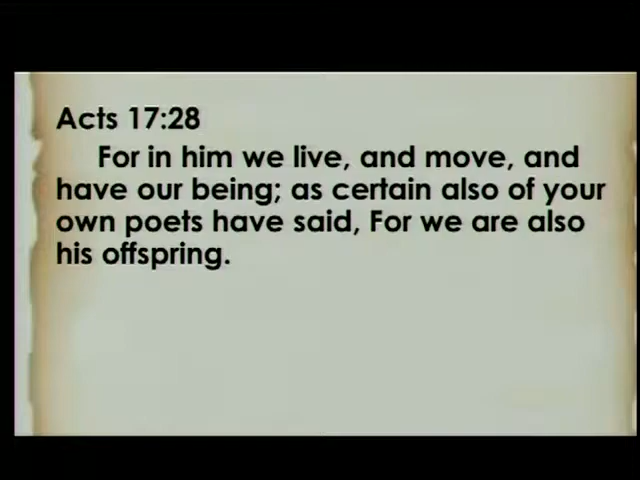 Acts 17:28
For in him we live, and move, and
have our being; as certain also of your
own poets have said, For we are also
his offspring.